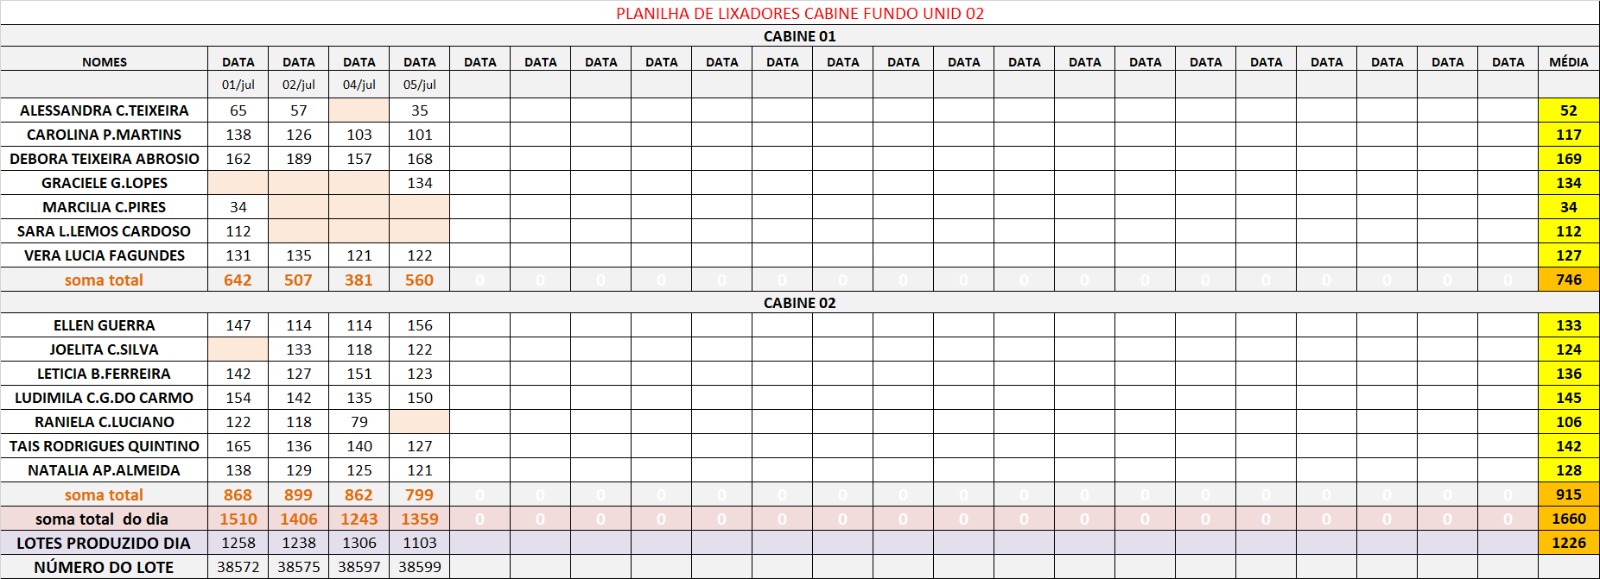 PLANILHA DE LIXADORES CABINE FUNDO UNID 02
CABINE 01
NOMES DATA DATA DATA DATA DATA DATA DATA DATA DATA DATA DATA DATA DATA DATA DATA DATA DATA DATA DATA DATA DATA DATA MÉDIA
01/jul 02/jul 04/jul 05/jul
ALESSANDRA C.TEIXEIRA 65 57 35 52
CAROLINA P.MARTINS 138 126 103 101 117
DEBORA TEIXEIRA ABROSIO 162 189 157 168 169
GRACIELE G.LOPES 134 134
MARCILIA C.PIRES 34 34
SARA L.LEMOS CARDOSO 112 112
VERA LUCIA FAGUNDES 131 135 121 122 127
soma total 642 507 381 560 0 0 0 0 0 0 0 0 0 0 0 0 0 0 0 0 0 0 746
CABINE 02
ELLEN GUERRA 147 114 114 156 133
JOELITA C.SILVA 133 118 122 124
LETICIA B.FERREIRA 142 127 151 123 136
LUDIMILA C.G.DO CARMO 154 142 135 150 145
RANIELA C.LUCIANO 122 118 79 106
TAIS RODRIGUES QUINTINO 165 136 140 127 142
NATALIA AP.ALMEIDA 138 129 125 121 128
soma total 868 899 862 799 0 0 0 0 0 0 0 0 0 0 0 0 0 0 0 0 0 0 915
soma total do dia 1510 1406 1243 1359 0 0 0 0 0 0 0 0 0 0 0 0 0 0 0 0 0 0 1660
LOTES PRODUZIDO DIA 1258 1238 1306 1103 1226
NÚMERO DO LOTE 38572 38575 38597 38599